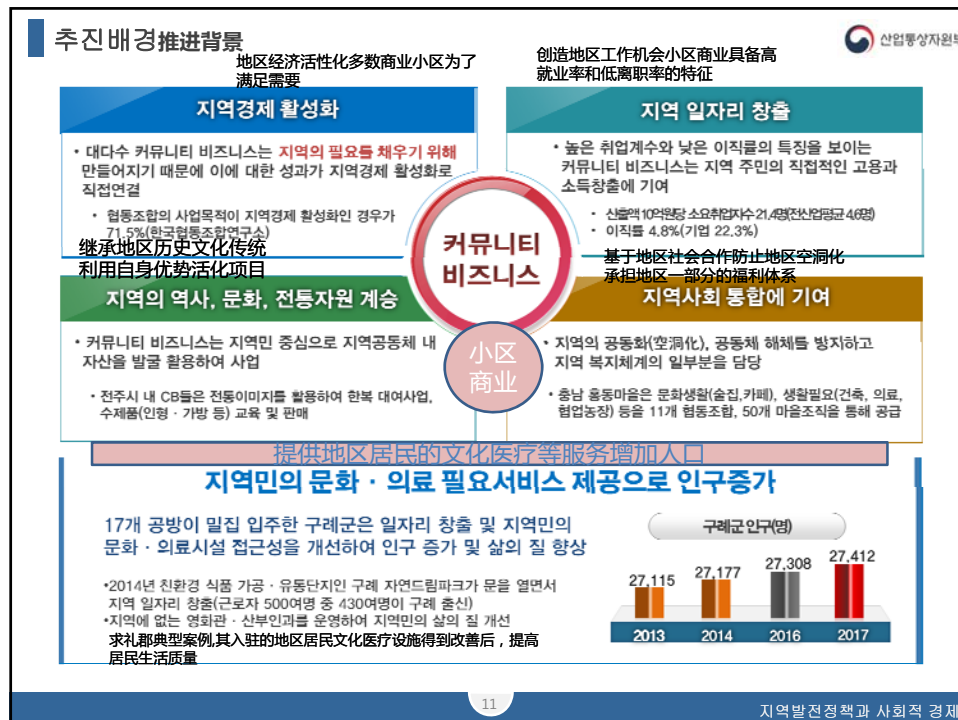 추진배경推进背景
산업통상자원부
地区经济活性化多数商业小区为了
满足需要
创造地区工作机会小区商业具备高
就业率和低离职率的特征
지역경제 활성화
• 대다수 커뮤니티 비즈니스는 지역의 필요를 채우기 위해
만들어지기 때문에 이에 대한 성과가 지역경제 활성화로
직접연결
• 협동조합의 사업목적이 지역경제 활성화인 경우가
71.5%(한국협동조합연구소)
지역 일자리 창출
• 높은 취업계수와 낮은 이직률의 특징을 보이는
커뮤니티 비즈니스는 지역 주민의 직접적인 고용과
소득창출에 기여
• 산출액 10억원당 소요취업자수 21.4명(전산업평균 4.6명)
• 이직률 4.8%(기업 22.3%)
커뮤니티
비즈니스
继承地区历史文化传统
利用自身优势活化项目
基于地区社会合作防止地区空洞化
承担地区一部分的福利体系
지역의 역사, 문화, 전통자원 계승
• 커뮤니티 비즈니스는 지역민 중심으로 지역공동체 내
자산을 발굴 활용하여 사업
• 전주시 내 CB들은 전통이미지를 활용하여 한복 대여사업,
수제품(인형 · 가방 등) 교육 및 판매
小区
商业
지역사회 통합에 기여
• 지역의 공동화(空洞化), 공동체 해체를 방지하고
지역 복지체계의 일부분을 담당
• 충남 홍동마을은 문화생활(술집,카페), 생활필요(건축, 의료,
협업농장) 등을 11개 협동조합, 50개 마을조직을 통해 공급
提供地区居民的文化医疗等服务增加人口
지역민의 문화 · 의료 필요서비스 제공으로 인구증가
17개 공방이 밀집 입주한 구례군은 일자리 창출 및 지역민의
문화 · 의료시설 접근성을 개선하여 인구 증가 및 삶의 질 향상
•2014년 친환경 식품 가공 · 유통단지인 구례 자연드림파크가 문을 열면서
지역 일자리 창출(근로자 500여명 중 430여명이 구례 출신)
•지역에 없는 영화관 · 산부인과를 운영하여 지역민의 삶의 질 개선
求礼郡典型案例,其入驻的地区居民文化医疗设施得到改善后，提高
居民生活质量
구례군 인구(명)
27,115
27,177
27,308
27,412
2013
2014
2016
2017
11
지역발전정책과 사회적 경제